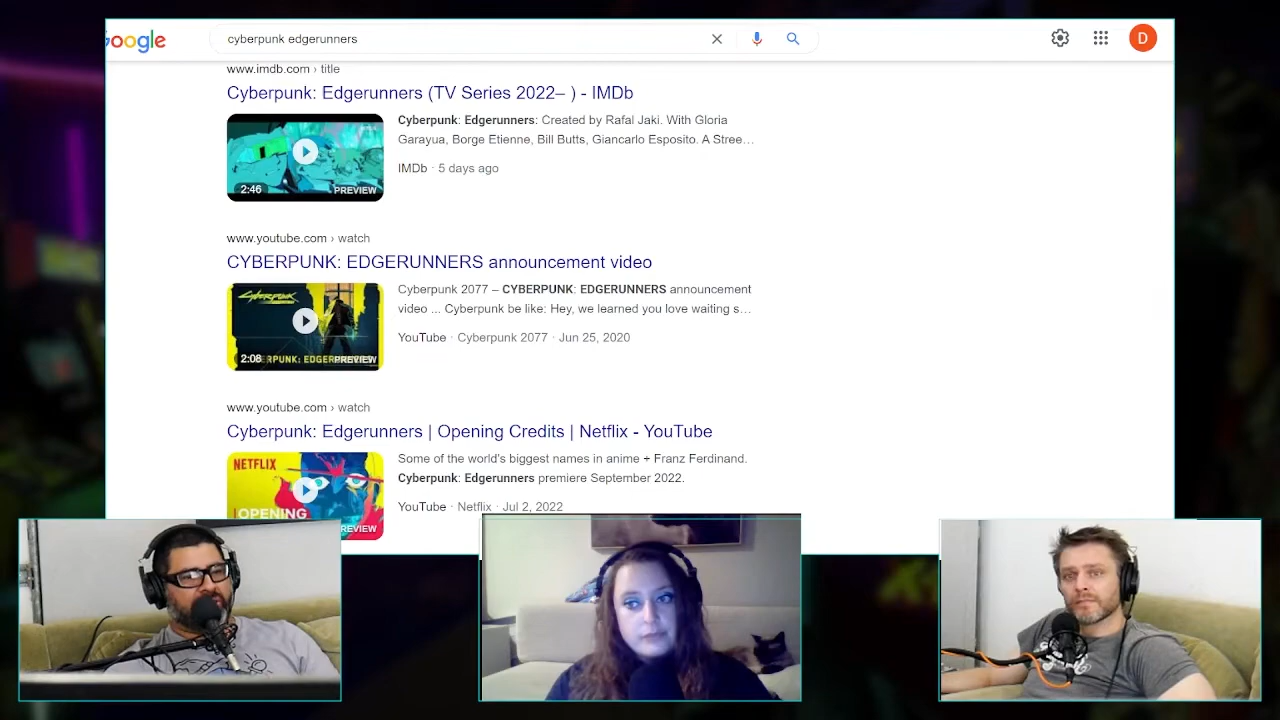 Google
cyberpunk edgerunners
D
www.imdb.com › title
Cyberpunk: Edgerunners (TV Series 2022– ) - IMDb
Cyberpunk: Edgerunners: Created by Rafal Jaki. With Gloria
Garayua, Borge Etienne, Bill Butts, Giancarlo Esposito. A Stree…
2:46
PREVIEW
IMDb · 5 days ago
www.youtube.com › watch
CYBERPUNK: EDGERUNNERS announcement video
Cyberpunk 2077 – CYBERPUNK: EDGERUNNERS announcement
video ... Cyberpunk be like: Hey, we learned you love waiting s…
2:08
PREVIEW
YouTube · Cyberpunk 2077 · Jun 25, 2020
www.youtube.com › watch
Cyberpunk: Edgerunners | Opening Credits | Netflix - YouTube
NETFLIX
Some of the world's biggest names in anime + Franz Ferdinand.
Cyberpunk: Edgerunners premiere September 2022.
OPENING
PREVIEW
YouTube · Netflix · Jul 2, 2022